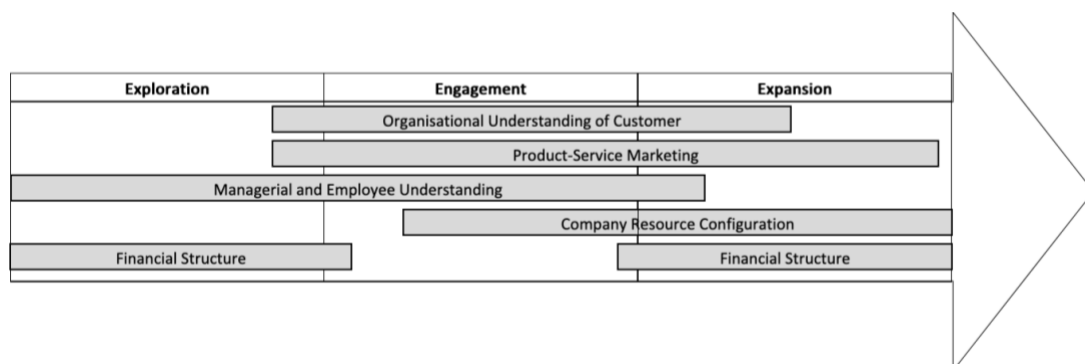 Exploration Engagement Expansion
Organisational Understanding of Customer
Product-Service Marketing
Managerial and Employee Understanding
Company Resource Configuration
Financial Structure Financial Structure